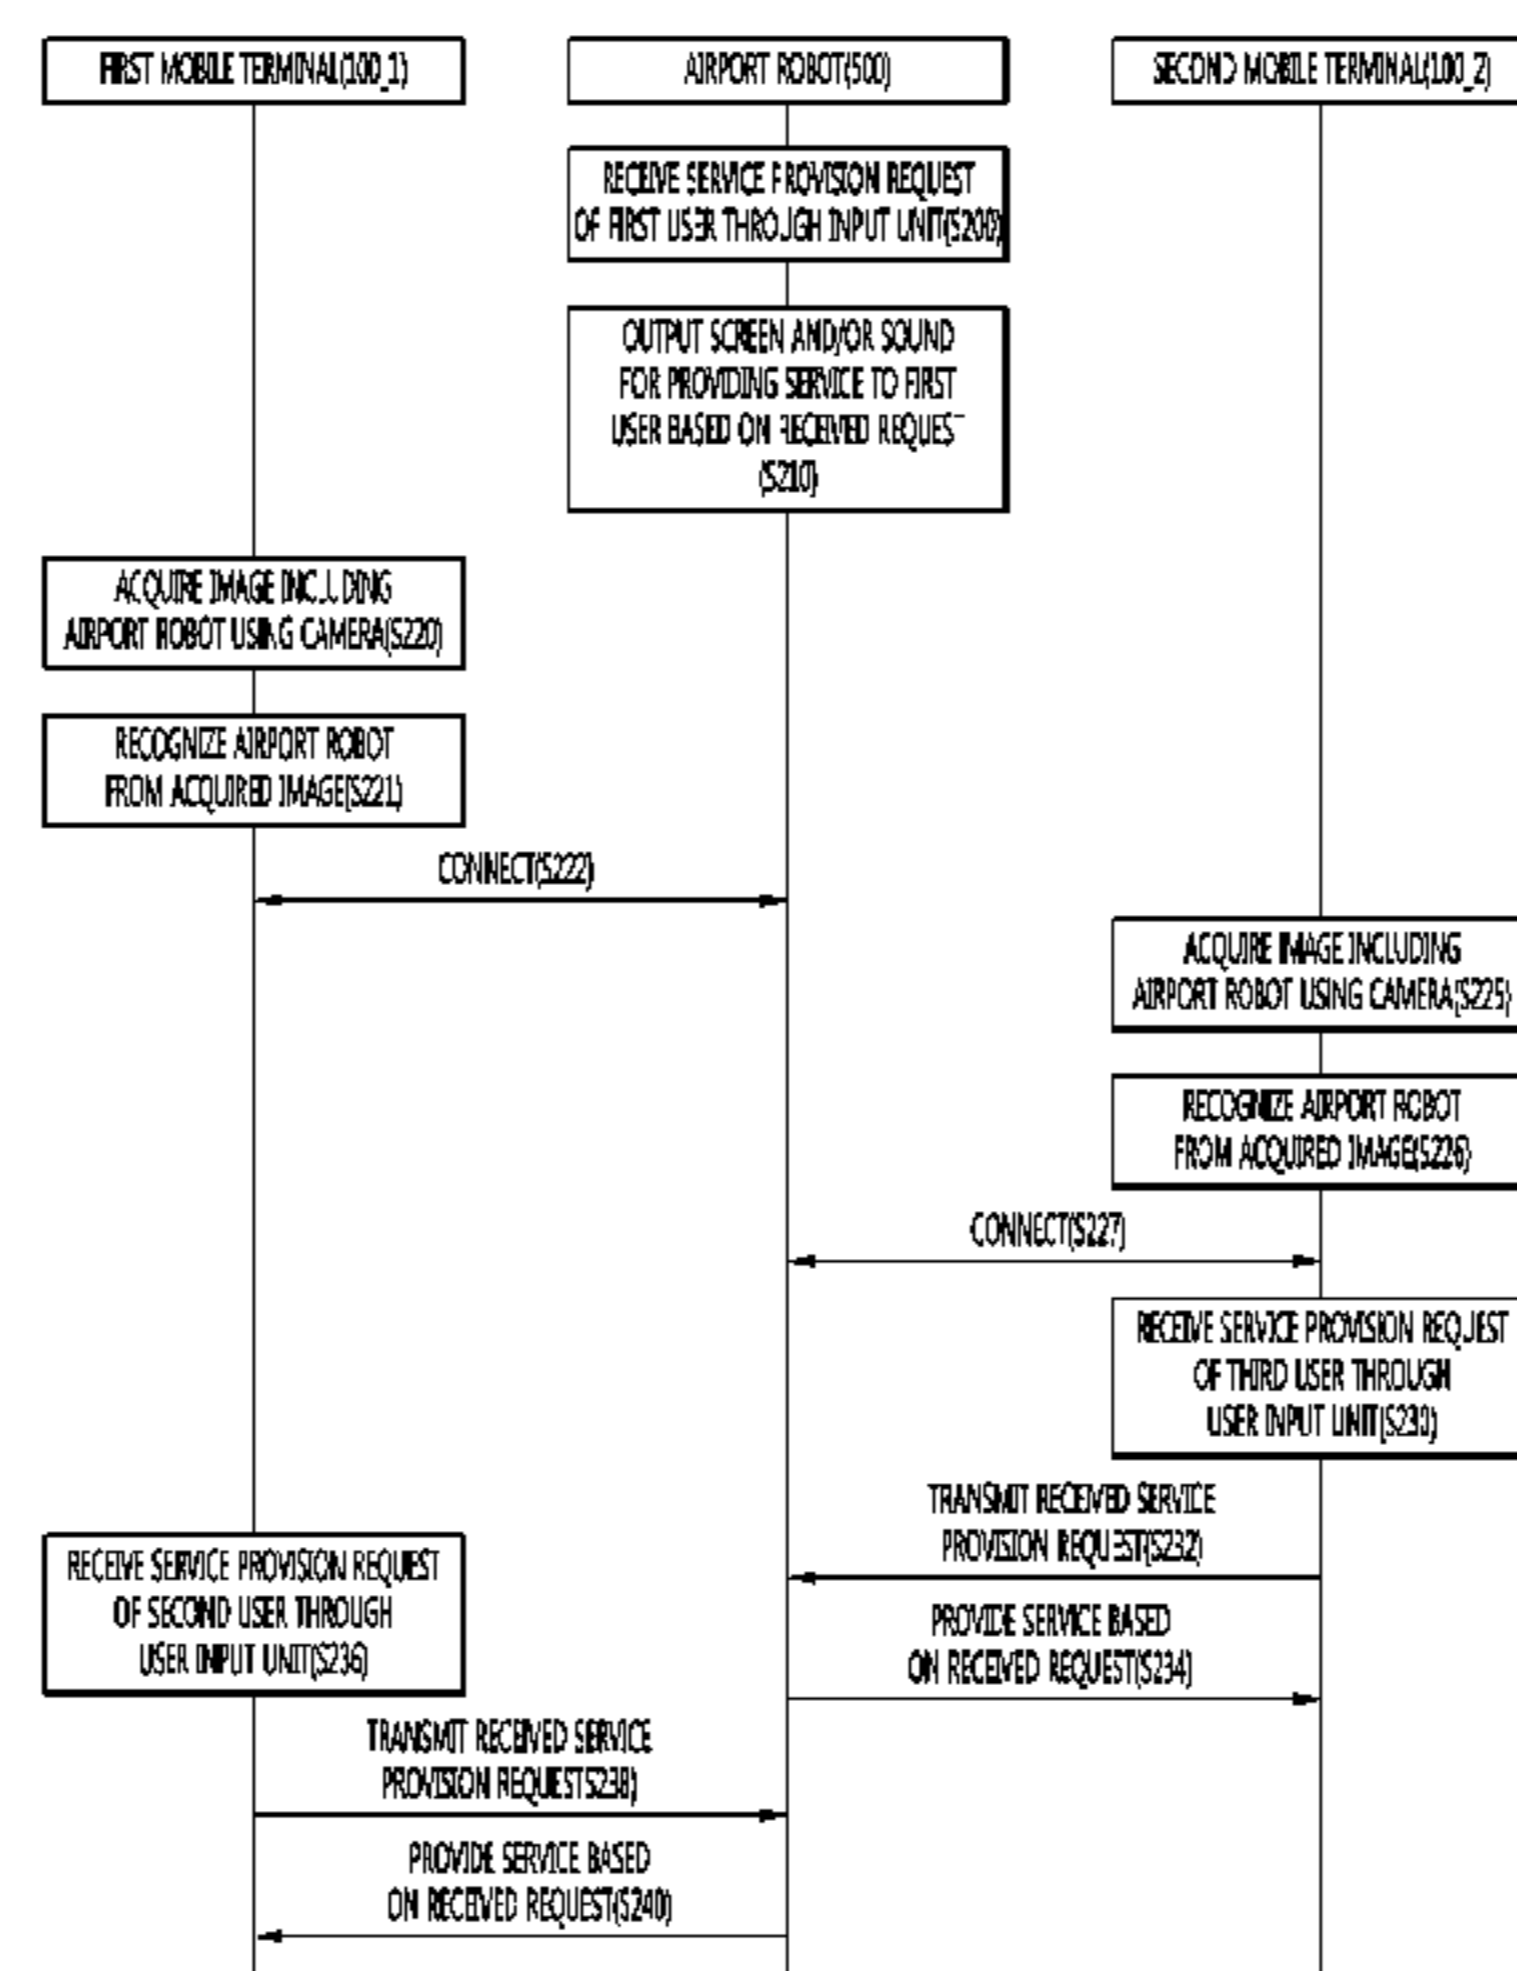 FIRST MOBILE TERMINAL(100_1)
AIRPORT ROBOT(500)
SECOND MOBILE TERMINAL(100_2)
RECEIVE SERVICE PROVISION REQUEST
OF FIRST USER THROUGH INPUT UNIT(S200)
OUTPUT SCREEN AND/OR SOUND
FOR PROVIDING SERVICE TO FIRST
USER BASED ON RECEIVED REQUEST
(S210)
ACQUIRE IMAGE INCLUDING
AIRPORT ROBOT USING CAMERA(S220)
RECOGNIZE AIRPORT ROBOT
FROM ACQUIRED IMAGE(S221)
CONNECT(S222)
ACQUIRE IMAGE INCLUDING
AIRPORT ROBOT USING CAMERA(S225)
RECOGNIZE AIRPORT ROBOT
FROM ACQUIRED IMAGE(S226)
CONNECT(S227)
RECEIVE SERVICE PROVISION REQUEST
OF THIRD USER THROUGH
USER INPUT UNIT(S230)
TRANSMIT RECEIVED SERVICE
PROVISION REQUEST(S232)
PROVIDE SERVICE BASED
ON RECEIVED REQUEST(S234)
RECEIVE SERVICE PROVISION REQUEST
OF SECOND USER THROUGH
USER INPUT UNIT(S236)
TRANSMIT RECEIVED SERVICE
PROVISION REQUESTS238)
PROVIDE SERVICE BASED
ON RECEIVED REQUEST(S240)